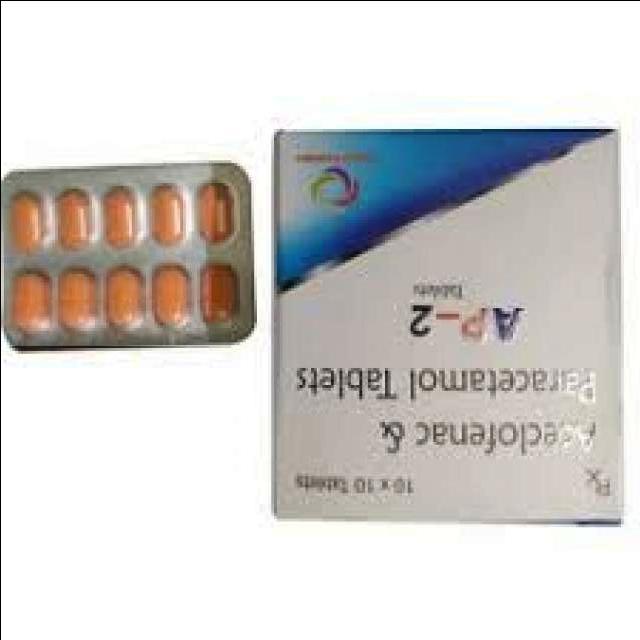 Rx
10 x 10 Tablets
Aceclofenac &
Paracetamol Tablets
AP-2
Tablets